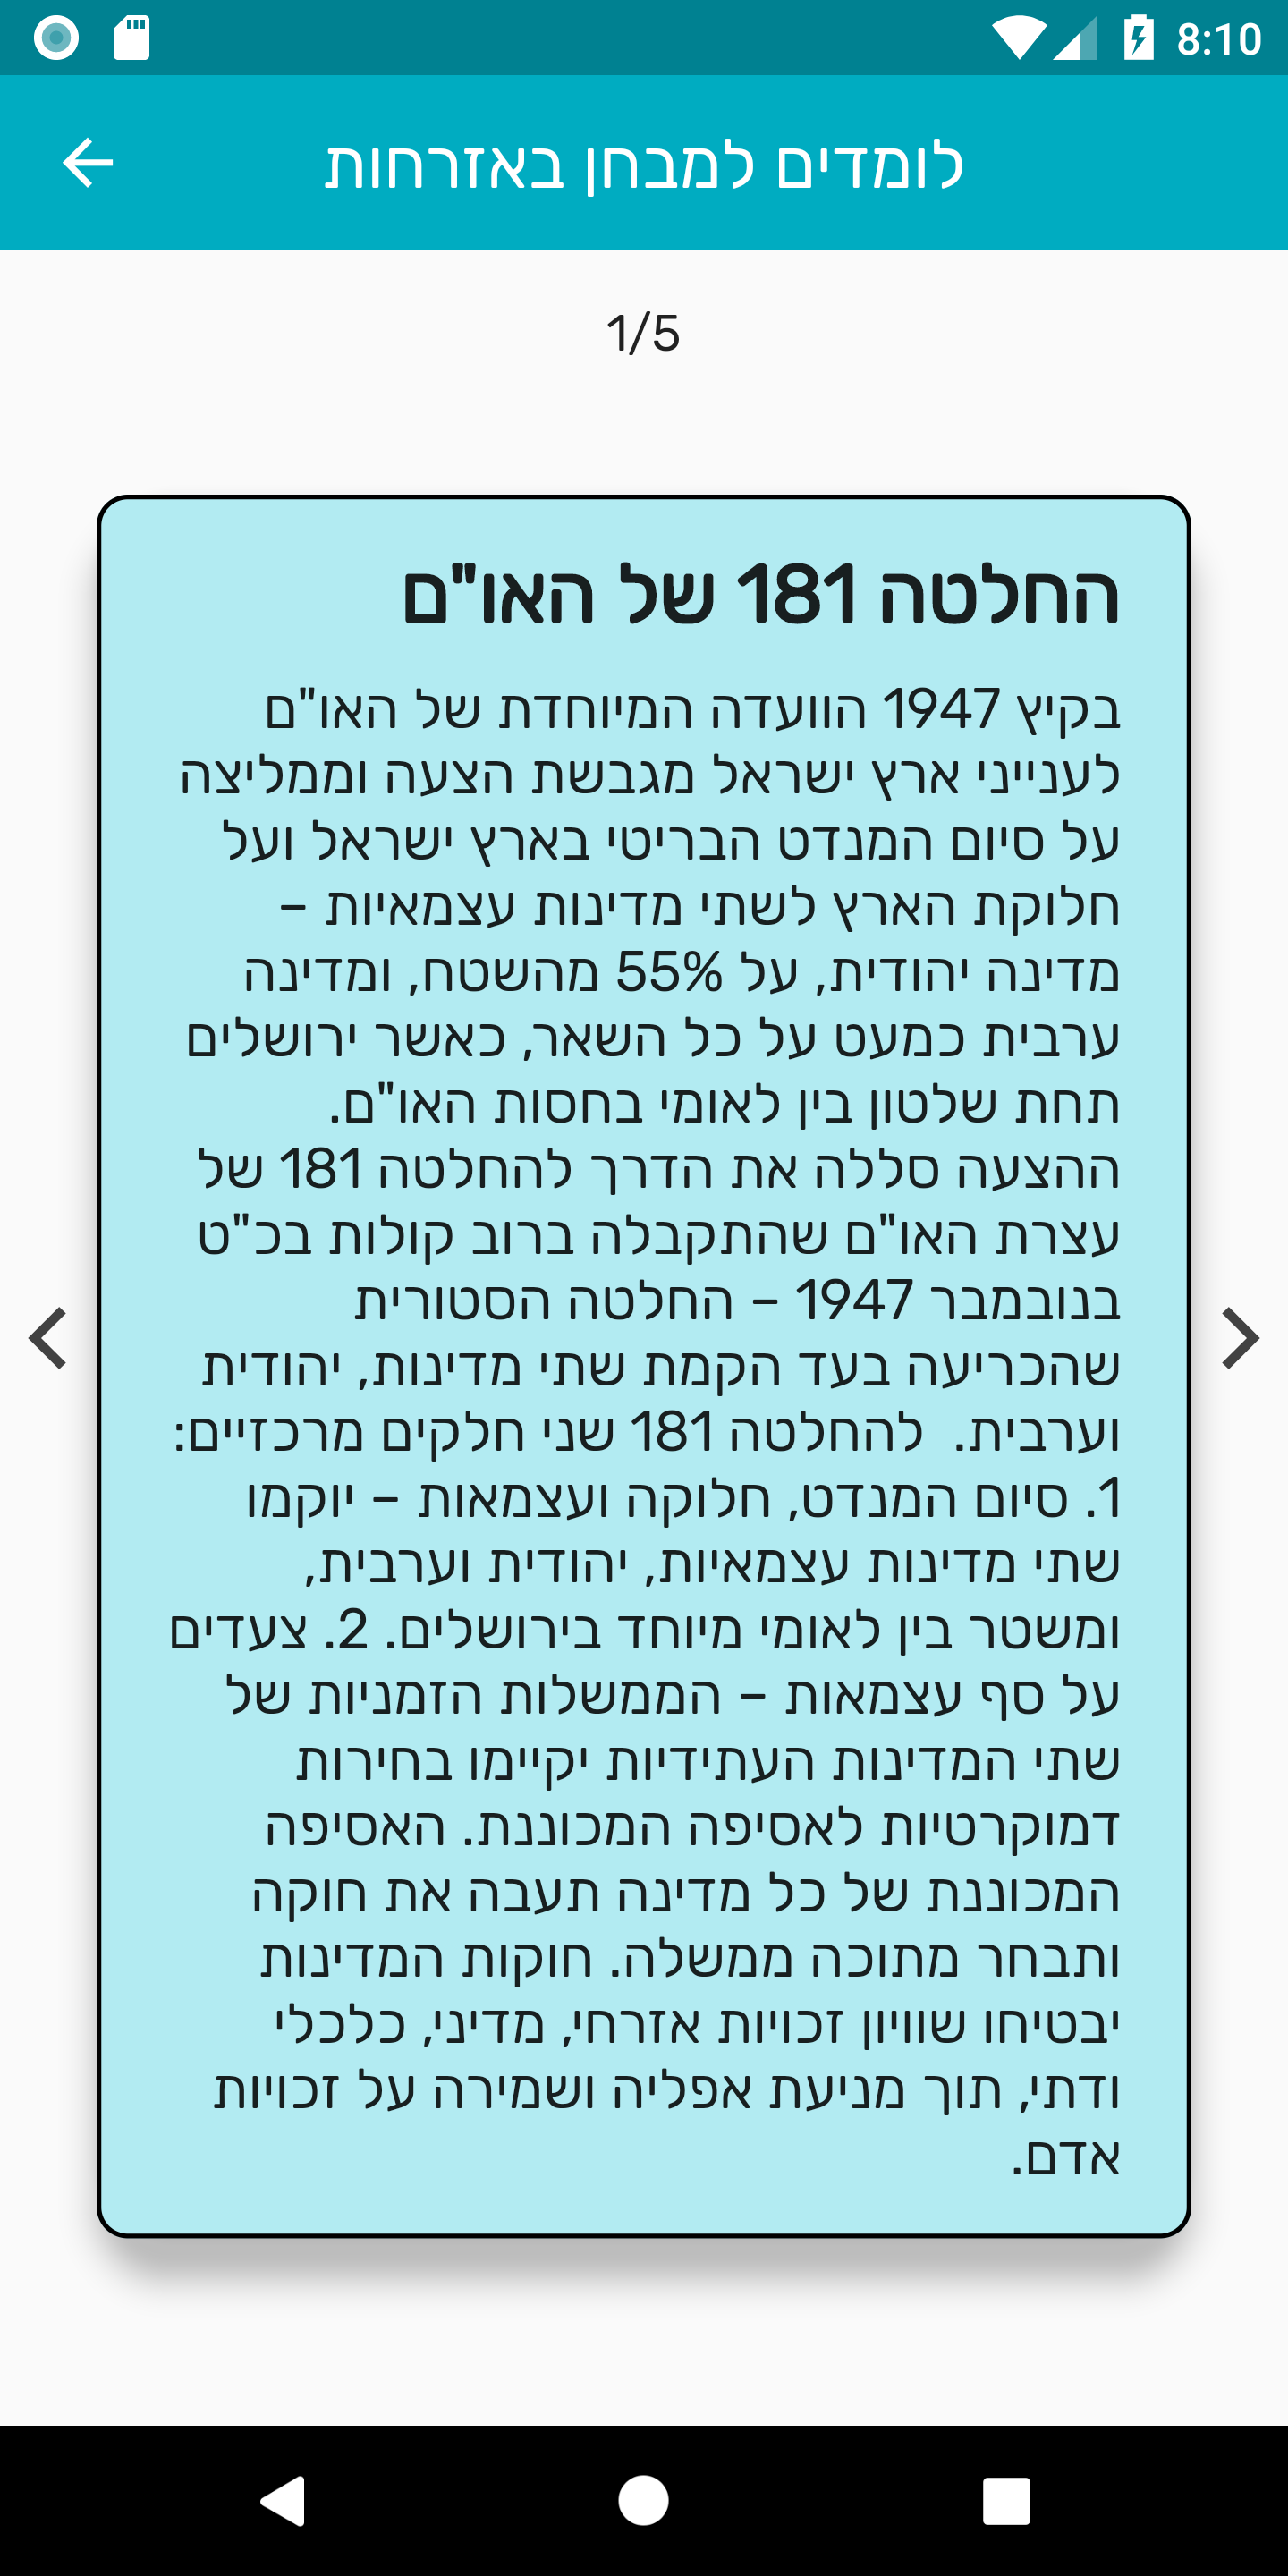 8:10
לומדים למבחן באזרחות
1/5
החלטה 181 של האו"ם
בקיץ 1947 הוועדה המיוחדת של האו"ם
לענייני ארץ ישראל מגבשת הצעה וממליצה
על סיום המנדט הבריטי בארץ ישראל ועל
חלוקת הארץ לשתי מדינות עצמאיות –
מדינה יהודית, על 55% מהשטח, ומדינה
ערבית כמעט על כל השאר, כאשר ירושלים
תחת שלטון בין לאומי בחסות האו"ם.
ההצעה סללה את הדרך להחלטה 181 של
עצרת האו"ם שהתקבלה ברוב קולות בכ"ט
בנובמבר 1947 – החלטה הסטורית
שהכריעה בעד הקמת שתי מדינות, יהודית
וערבית.  להחלטה 181 שני חלקים מרכזיים:
1. סיום המנדט, חלוקה ועצמאות – יוקמו
שתי מדינות עצמאיות, יהודית וערבית,
ומשטר בין לאומי מיוחד בירושלים. 2. צעדים
על סף עצמאות – הממשלות הזמניות של
שתי המדינות העתידיות יקיימו בחירות
דמוקרטיות לאסיפה המכוננת. האסיפה
המכוננת של כל מדינה תעבה את חוקה
ותבחר מתוכה ממשלה. חוקות המדינות
יבטיחו שוויון זכויות אזרחי, מדיני, כלכלי
ודתי, תוך מניעת אפליה ושמירה על זכויות
אדם.